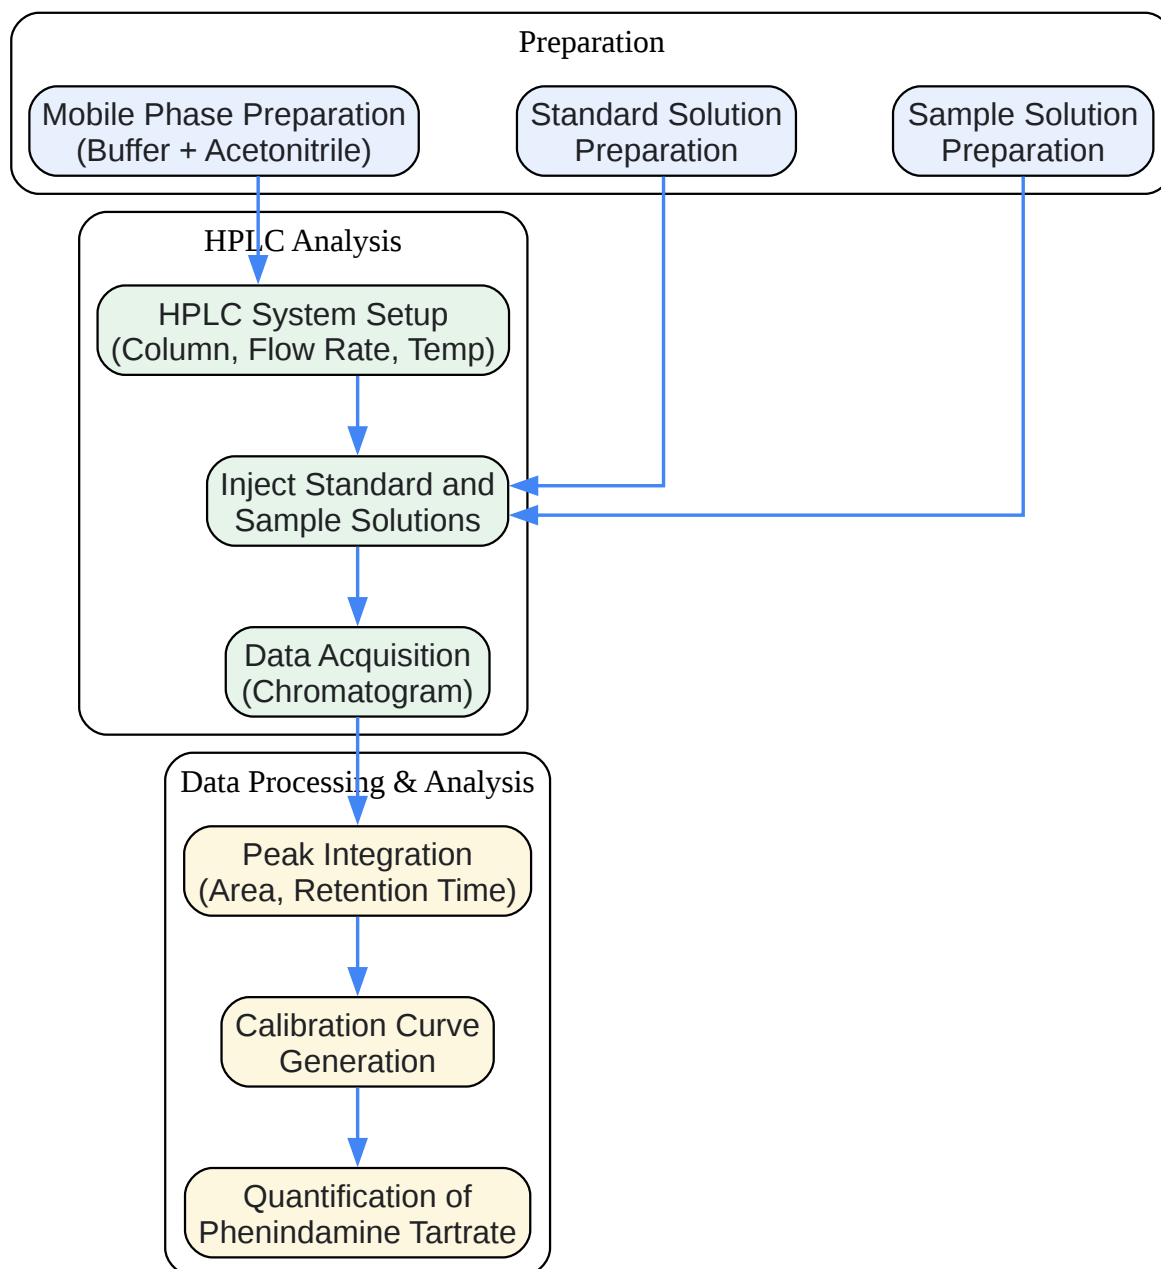 Preparation
Mobile Phase Preparation
(Buffer + Acetonitrile)
Standard Solution
Preparation
Sample Solution
Preparation
HPLC Analysis
HPLC System Setup
(Column, Flow Rate, Temp)
Inject Standard and
Sample Solutions
Data Acquisition
(Chromatogram)
Data Processing & Analysis
Peak Integration
(Area, Retention Time)
Calibration Curve
Generation
Quantification of
Phenindamine Tartrate